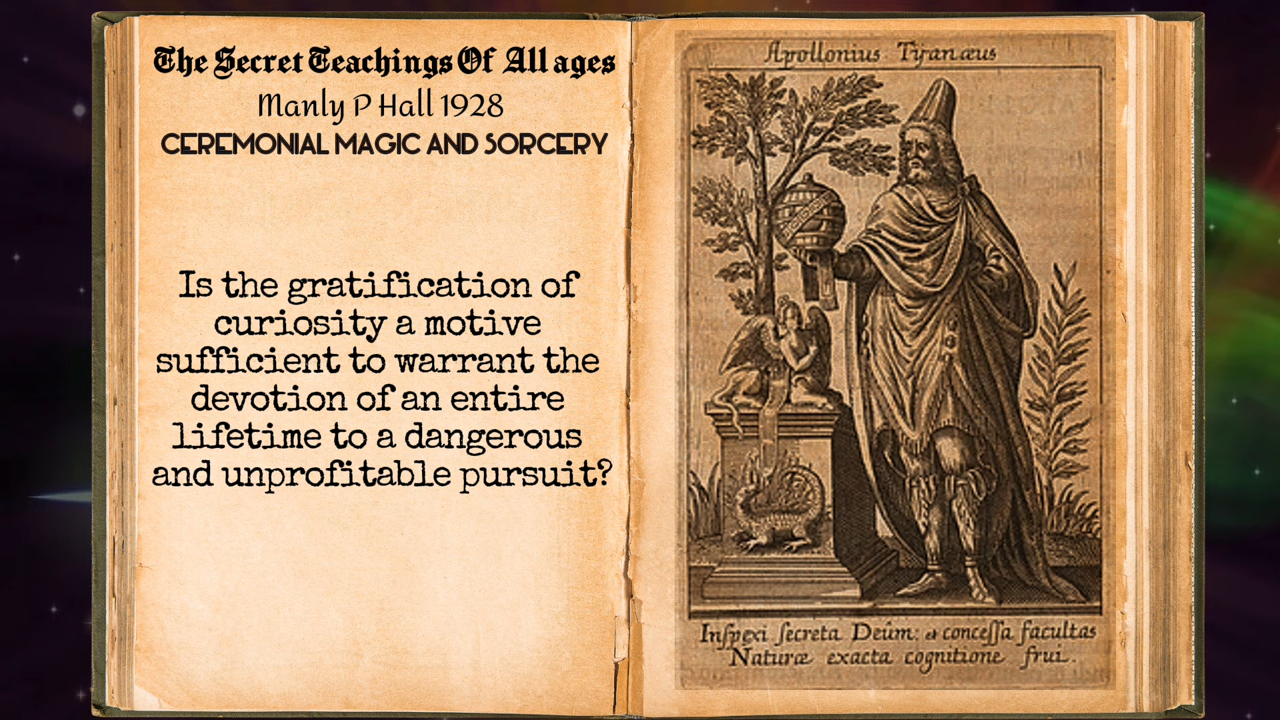 The Secret Teachings Of All ages
Manly P Hall 1928
CEREMONIAL MAGIC AND SORCERY
Is the gratification of
curiosity a motive
sufficient to warrant the
devotion of an entire
lifetime to a dangerous
and unprofitable pursuit?
Apollonius Tyanæus
Inſpexi ſecreta Deûm: et conceſſa facultas
Naturæ exacta cognitione frui.